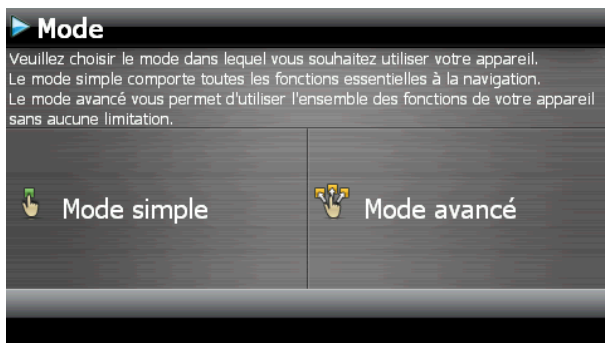 Mode
Veuillez choisir le mode dans lequel vous souhaitez utiliser votre appareil.
Le mode simple comporte toutes les fonctions essentielles à la navigation.
Le mode avancé vous permet d'utiliser l'ensemble des fonctions de votre appareil
sans aucune limitation.
Mode simple
Mode avancé